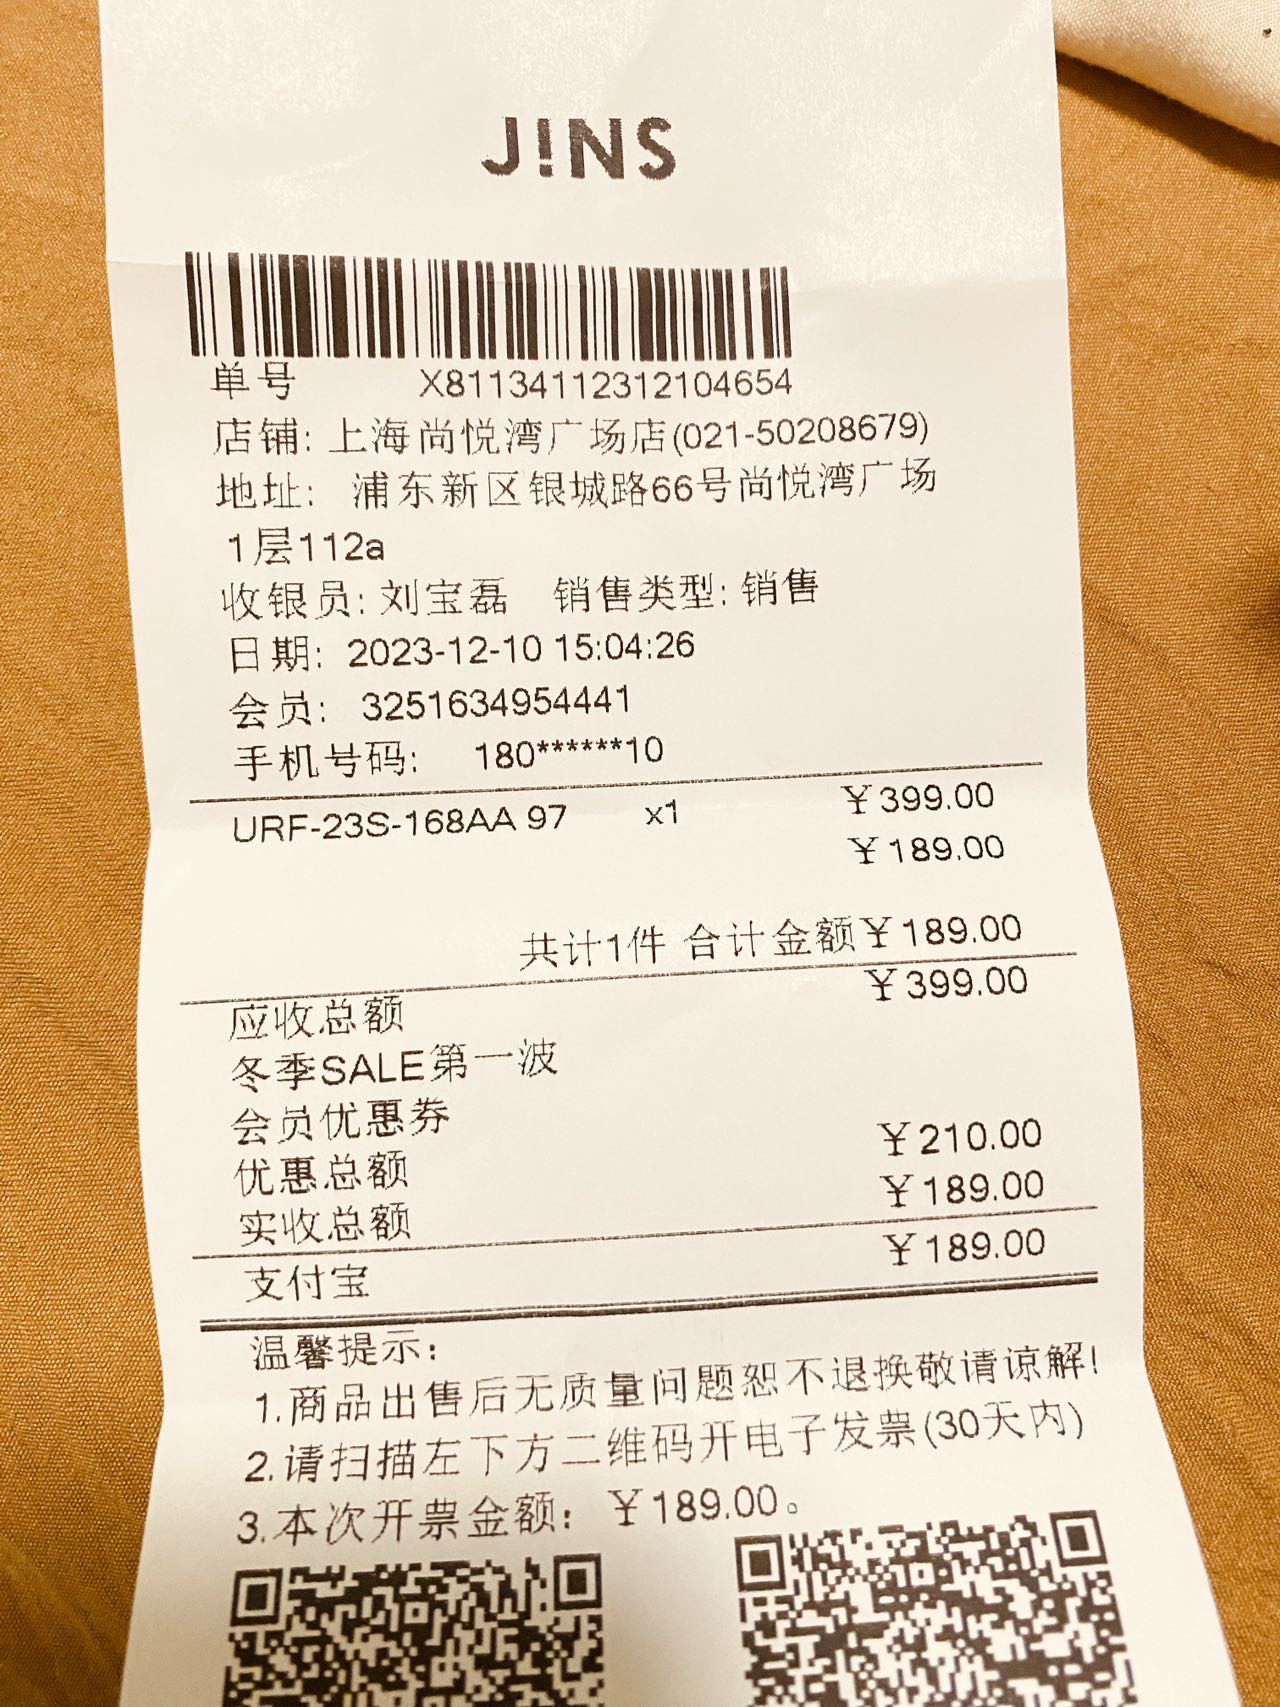 J!NS
单号 X81134112312104654
店铺: 上海尚悦湾广场店(021-50208679)
地址: 浦东新区银城路66号尚悦湾广场
1层112a
收银员: 刘宝磊 销售类型: 销售
日期: 2023-12-10 15:04:26
会员: 3251634954441
手机号码: 180******10
URF-23S-168AA 97 x1 ¥399.00
¥189.00
共计1件 合计金额¥189.00
应收总额 ¥399.00
冬季SALE第一波
会员优惠券
优惠总额 ¥210.00
实收总额 ¥189.00
支付宝 ¥189.00
温馨提示:
1.商品出售后无质量问题恕不退换敬请谅解!
2.请扫描左下方二维码开电子发票(30天内)
3.本次开票金额: ¥189.00。